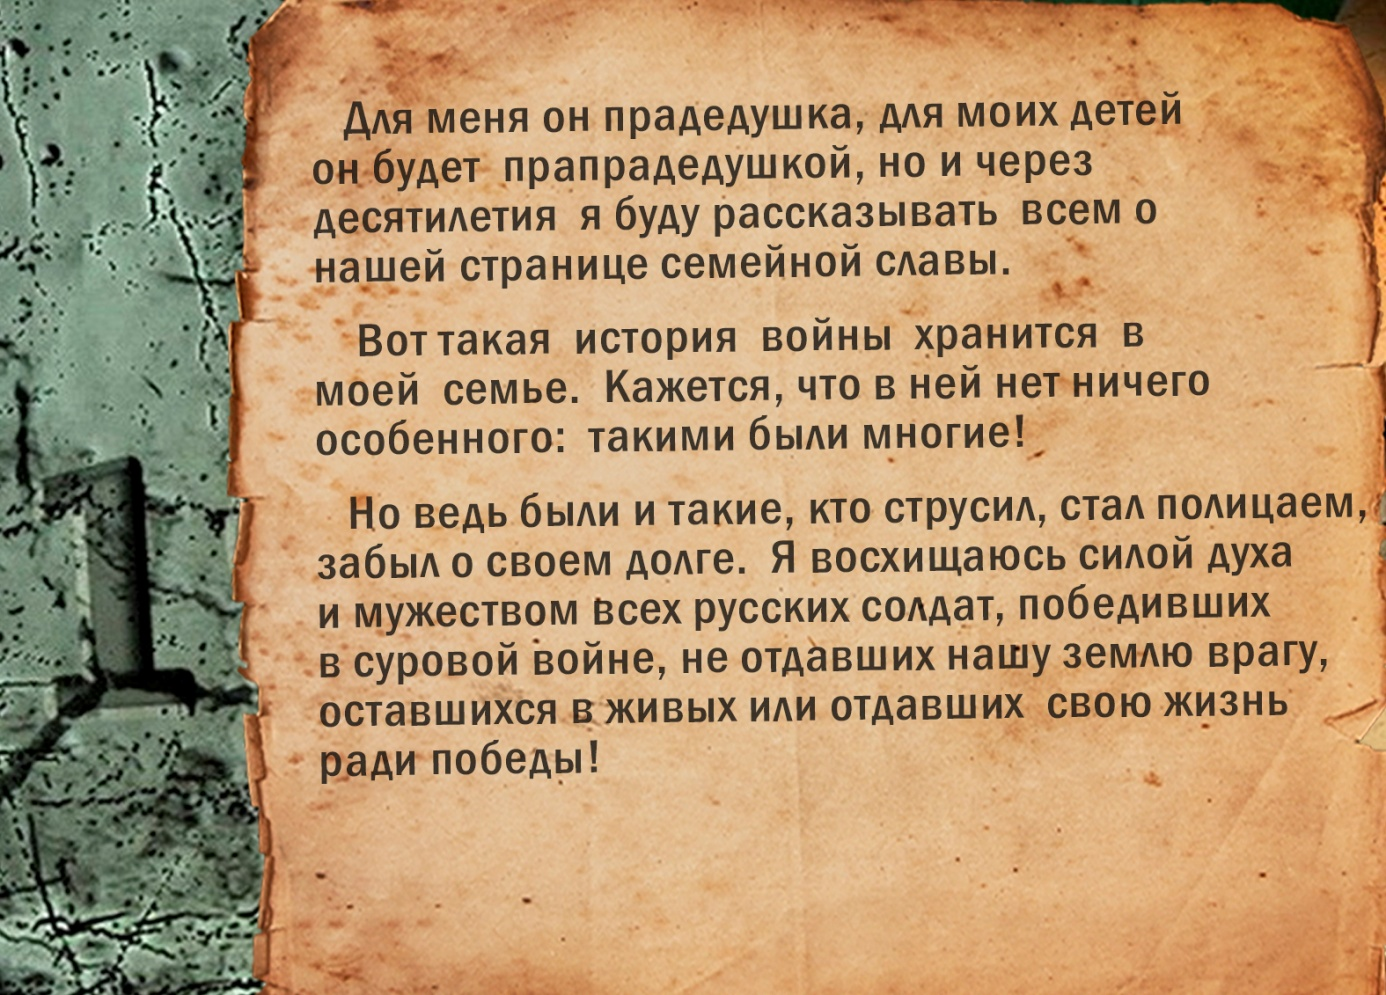 Для меня он прадедушка, для моих детей
он будет прапрадедушкой, но и через
десятилетия я буду рассказывать всем о
нашей странице семейной славы.
Вот такая история войны хранится в
моей семье. Кажется, что в ней нет ничего
особенного: такими были многие!
Но ведь были и такие, кто струсил, стал полицаем,
забыл о своем долге. Я восхищаюсь силой духа
и мужеством всех русских солдат, победивших
в суровой войне, не отдавших нашу землю врагу,
оставшихся в живых или отдавших свою жизнь
ради победы!